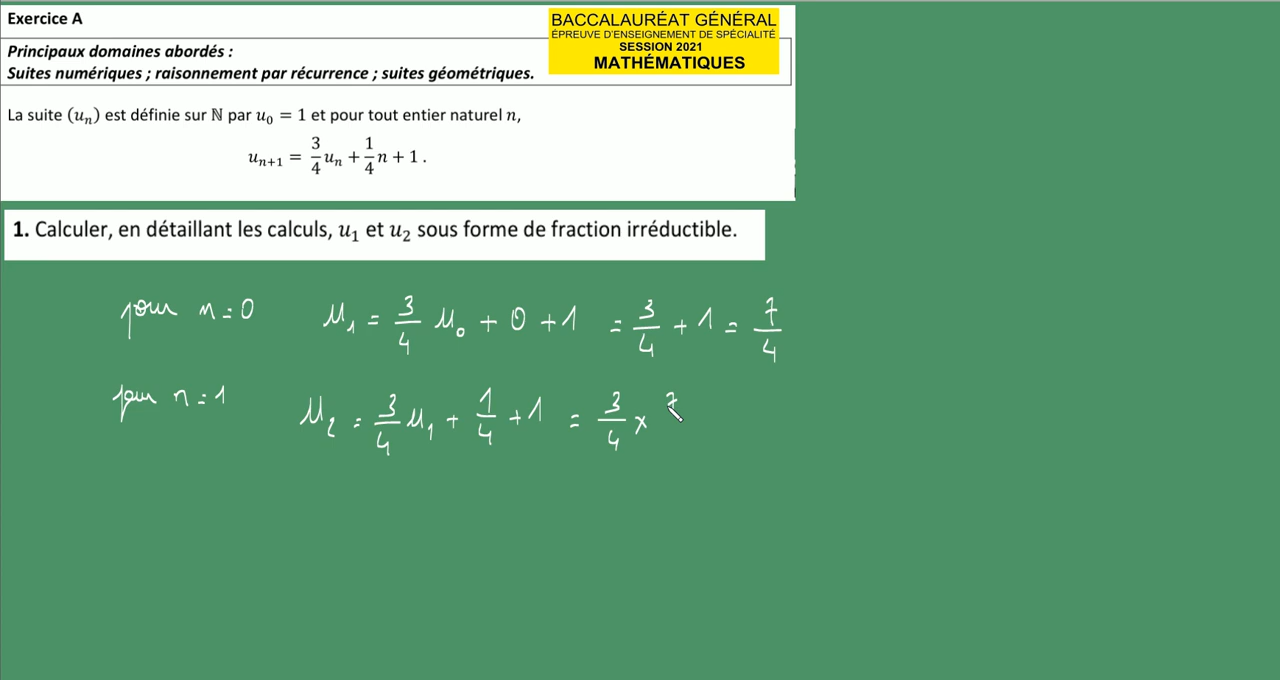 Exercice A
BACCALAURÉAT GÉNÉRAL
ÉPREUVE D'ENSEIGNEMENT DE SPÉCIALITÉ
SESSION 2021
MATHÉMATIQUES
Principaux domaines abordés :
Suites numériques ; raisonnement par récurrence ; suites géométriques.
La suite (uₙ) est définie sur ℕ par u₀ = 1 et pour tout entier naturel n,
uₙ₊₁ = 3/4 uₙ + 1/4 n + 1 .
1. Calculer, en détaillant les calculs, u₁ et u₂ sous forme de fraction irréductible.
pour n = 0 u₁ = 3/4 u₀ + 0 + 1 = 3/4 + 1 = 7/4
pour n = 1 u₂ = 3/4 u₁ + 1/4 + 1 = 3/4 × 7